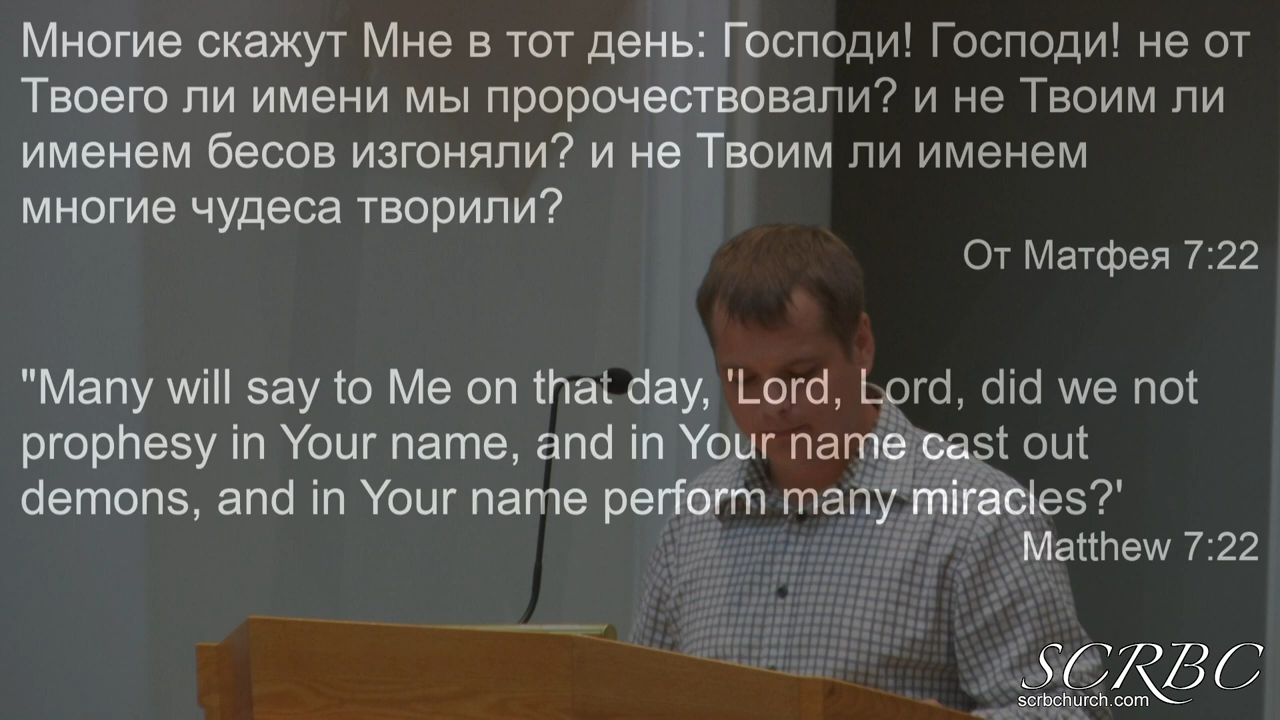 Многие скажут Мне в тот день: Господи! Господи! не от
Твоего ли имени мы пророчествовали? и не Твоим ли
именем бесов изгоняли? и не Твоим ли именем
многие чудеса творили?
От Матфея 7:22
"Many will say to Me on that day, 'Lord, Lord, did we not
prophesy in Your name, and in Your name cast out
demons, and in Your name perform many miracles?'
Matthew 7:22
SCRBC
scrbchurch.com